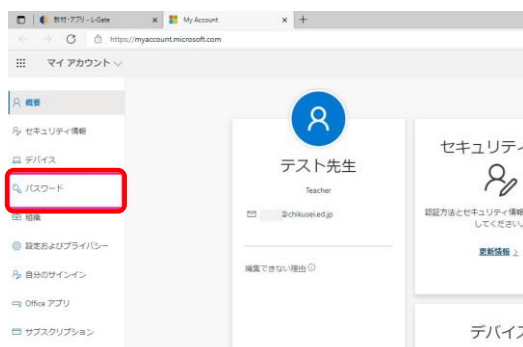 教材・アプリ - L-Gate
My Account
https://myaccount.microsoft.com
マイ アカウント
概要
セキュリティ情報
デバイス
パスワード
組織
設定およびプライバシー
自分のサインイン
Office アプリ
サブスクリプション
テスト先生
Teacher
@chikusei.ed.jp
編集できない理由
セキュリティ
認証方法とセキュリティ情報
してください。
更新情報 >
デバイス